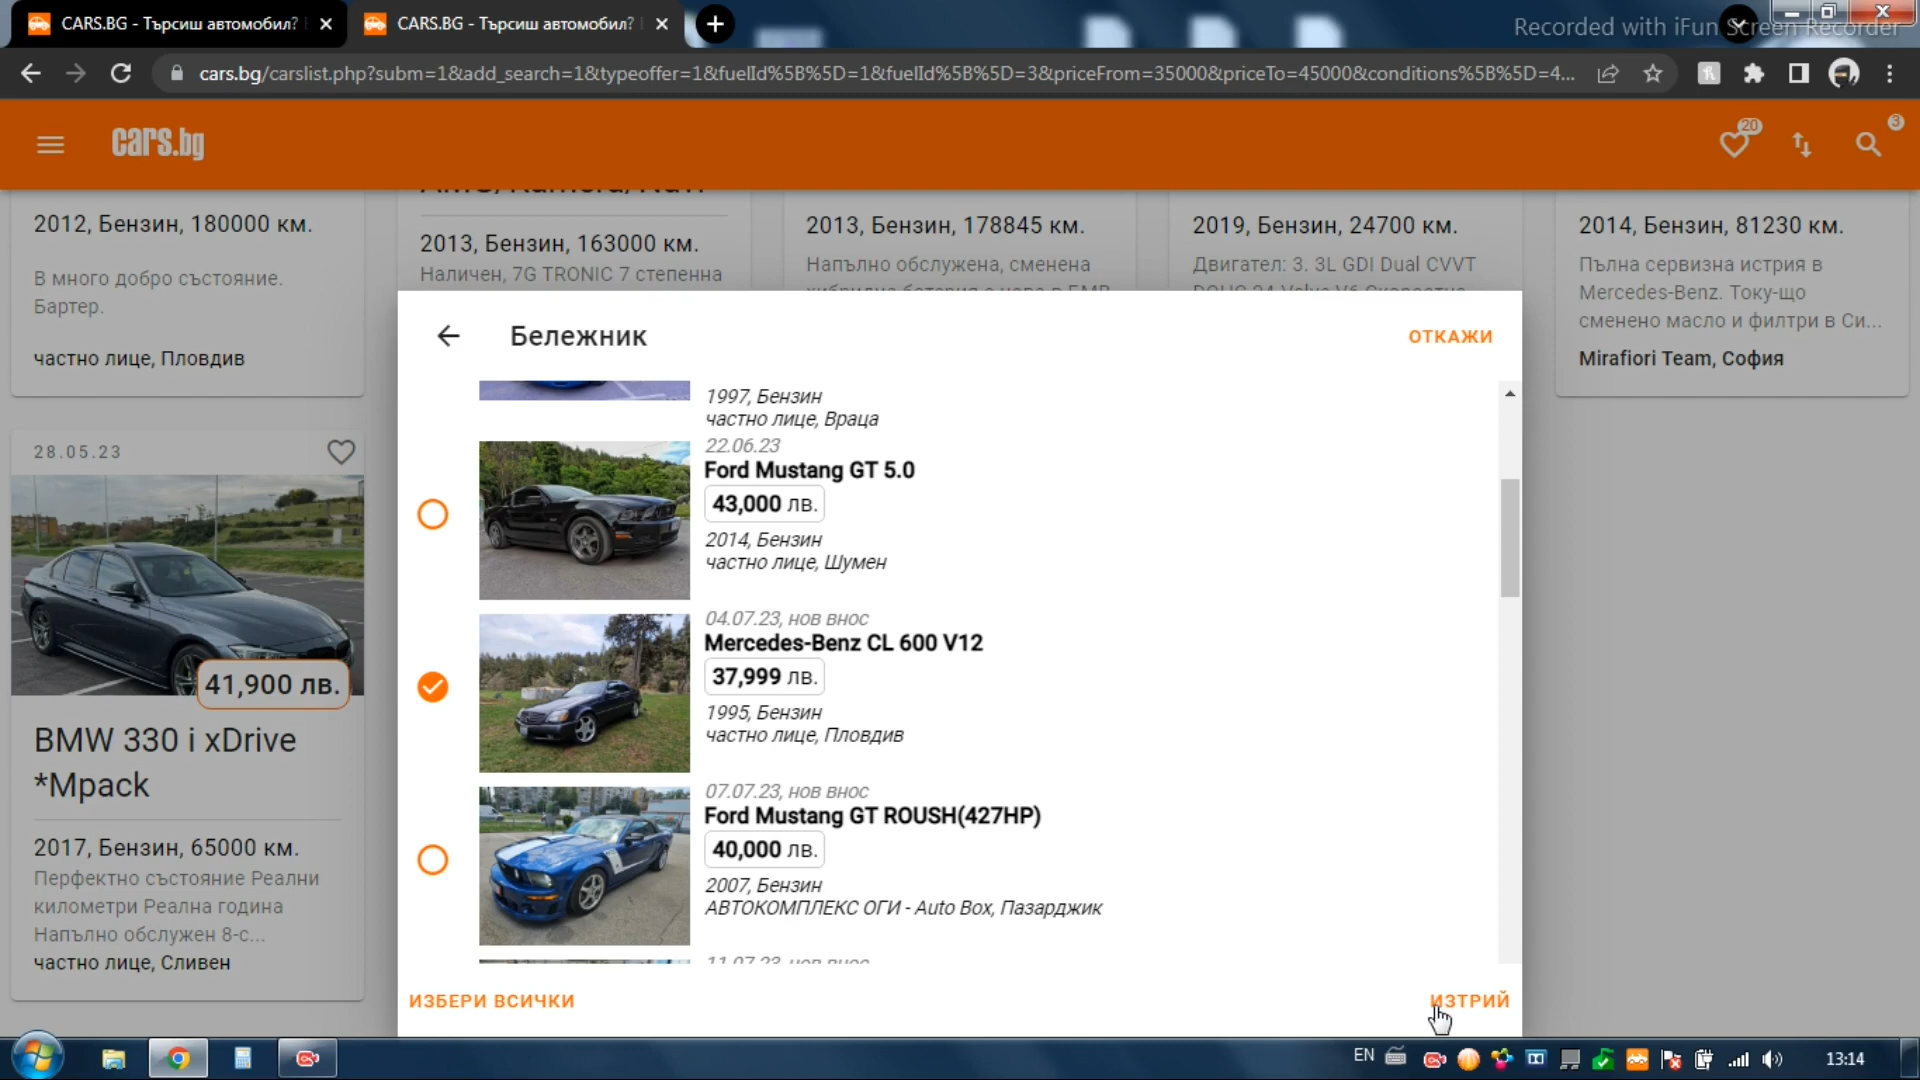 CARS.BG - Търсиш автомобил?
CARS.BG - Търсиш автомобил?
Recorded with iFun Screen Recorder
cars.bg/carslist.php?subm=1&add_search=1&typeoffer=1&fuelId%5B%5D=1&fuelId%5B%5D=3&priceFrom=35000&priceTo=45000&conditions%5B%5D=4...
cars.bg
20
3
2012, Бензин, 180000 км.
В много добро състояние.
Бартер.
частно лице, Пловдив
2013, Бензин, 163000 км.
Наличен, 7G TRONIC 7 степенна
2013, Бензин, 178845 км.
Напълно обслужена, сменена
2019, Бензин, 24700 км.
Двигател: 3. 3L GDI Dual CVVT
2014, Бензин, 81230 км.
Пълна сервизна истрия в
Mercedes-Benz. Току-що
сменено масло и филтри в Си...
Mirafiori Team, София
28.05.23
41,900 лв.
BMW 330 i xDrive
*Mpack
2017, Бензин, 65000 км.
Перфектно състояние Реални
километри Реална година
Напълно обслужен 8-с...
частно лице, Сливен
Бележник
ОТКАЖИ
1997, Бензин
частно лице, Враца
22.06.23
Ford Mustang GT 5.0
43,000 лв.
2014, Бензин
частно лице, Шумен
04.07.23, нов внос
Mercedes-Benz CL 600 V12
37,999 лв.
1995, Бензин
частно лице, Пловдив
07.07.23, нов внос
Ford Mustang GT ROUSH(427HP)
40,000 лв.
2007, Бензин
АВТОКОМПЛЕКС ОГИ - Auto Box, Пазарджик
ИЗБЕРИ ВСИЧКИ
ИЗТРИЙ
EN
13:14